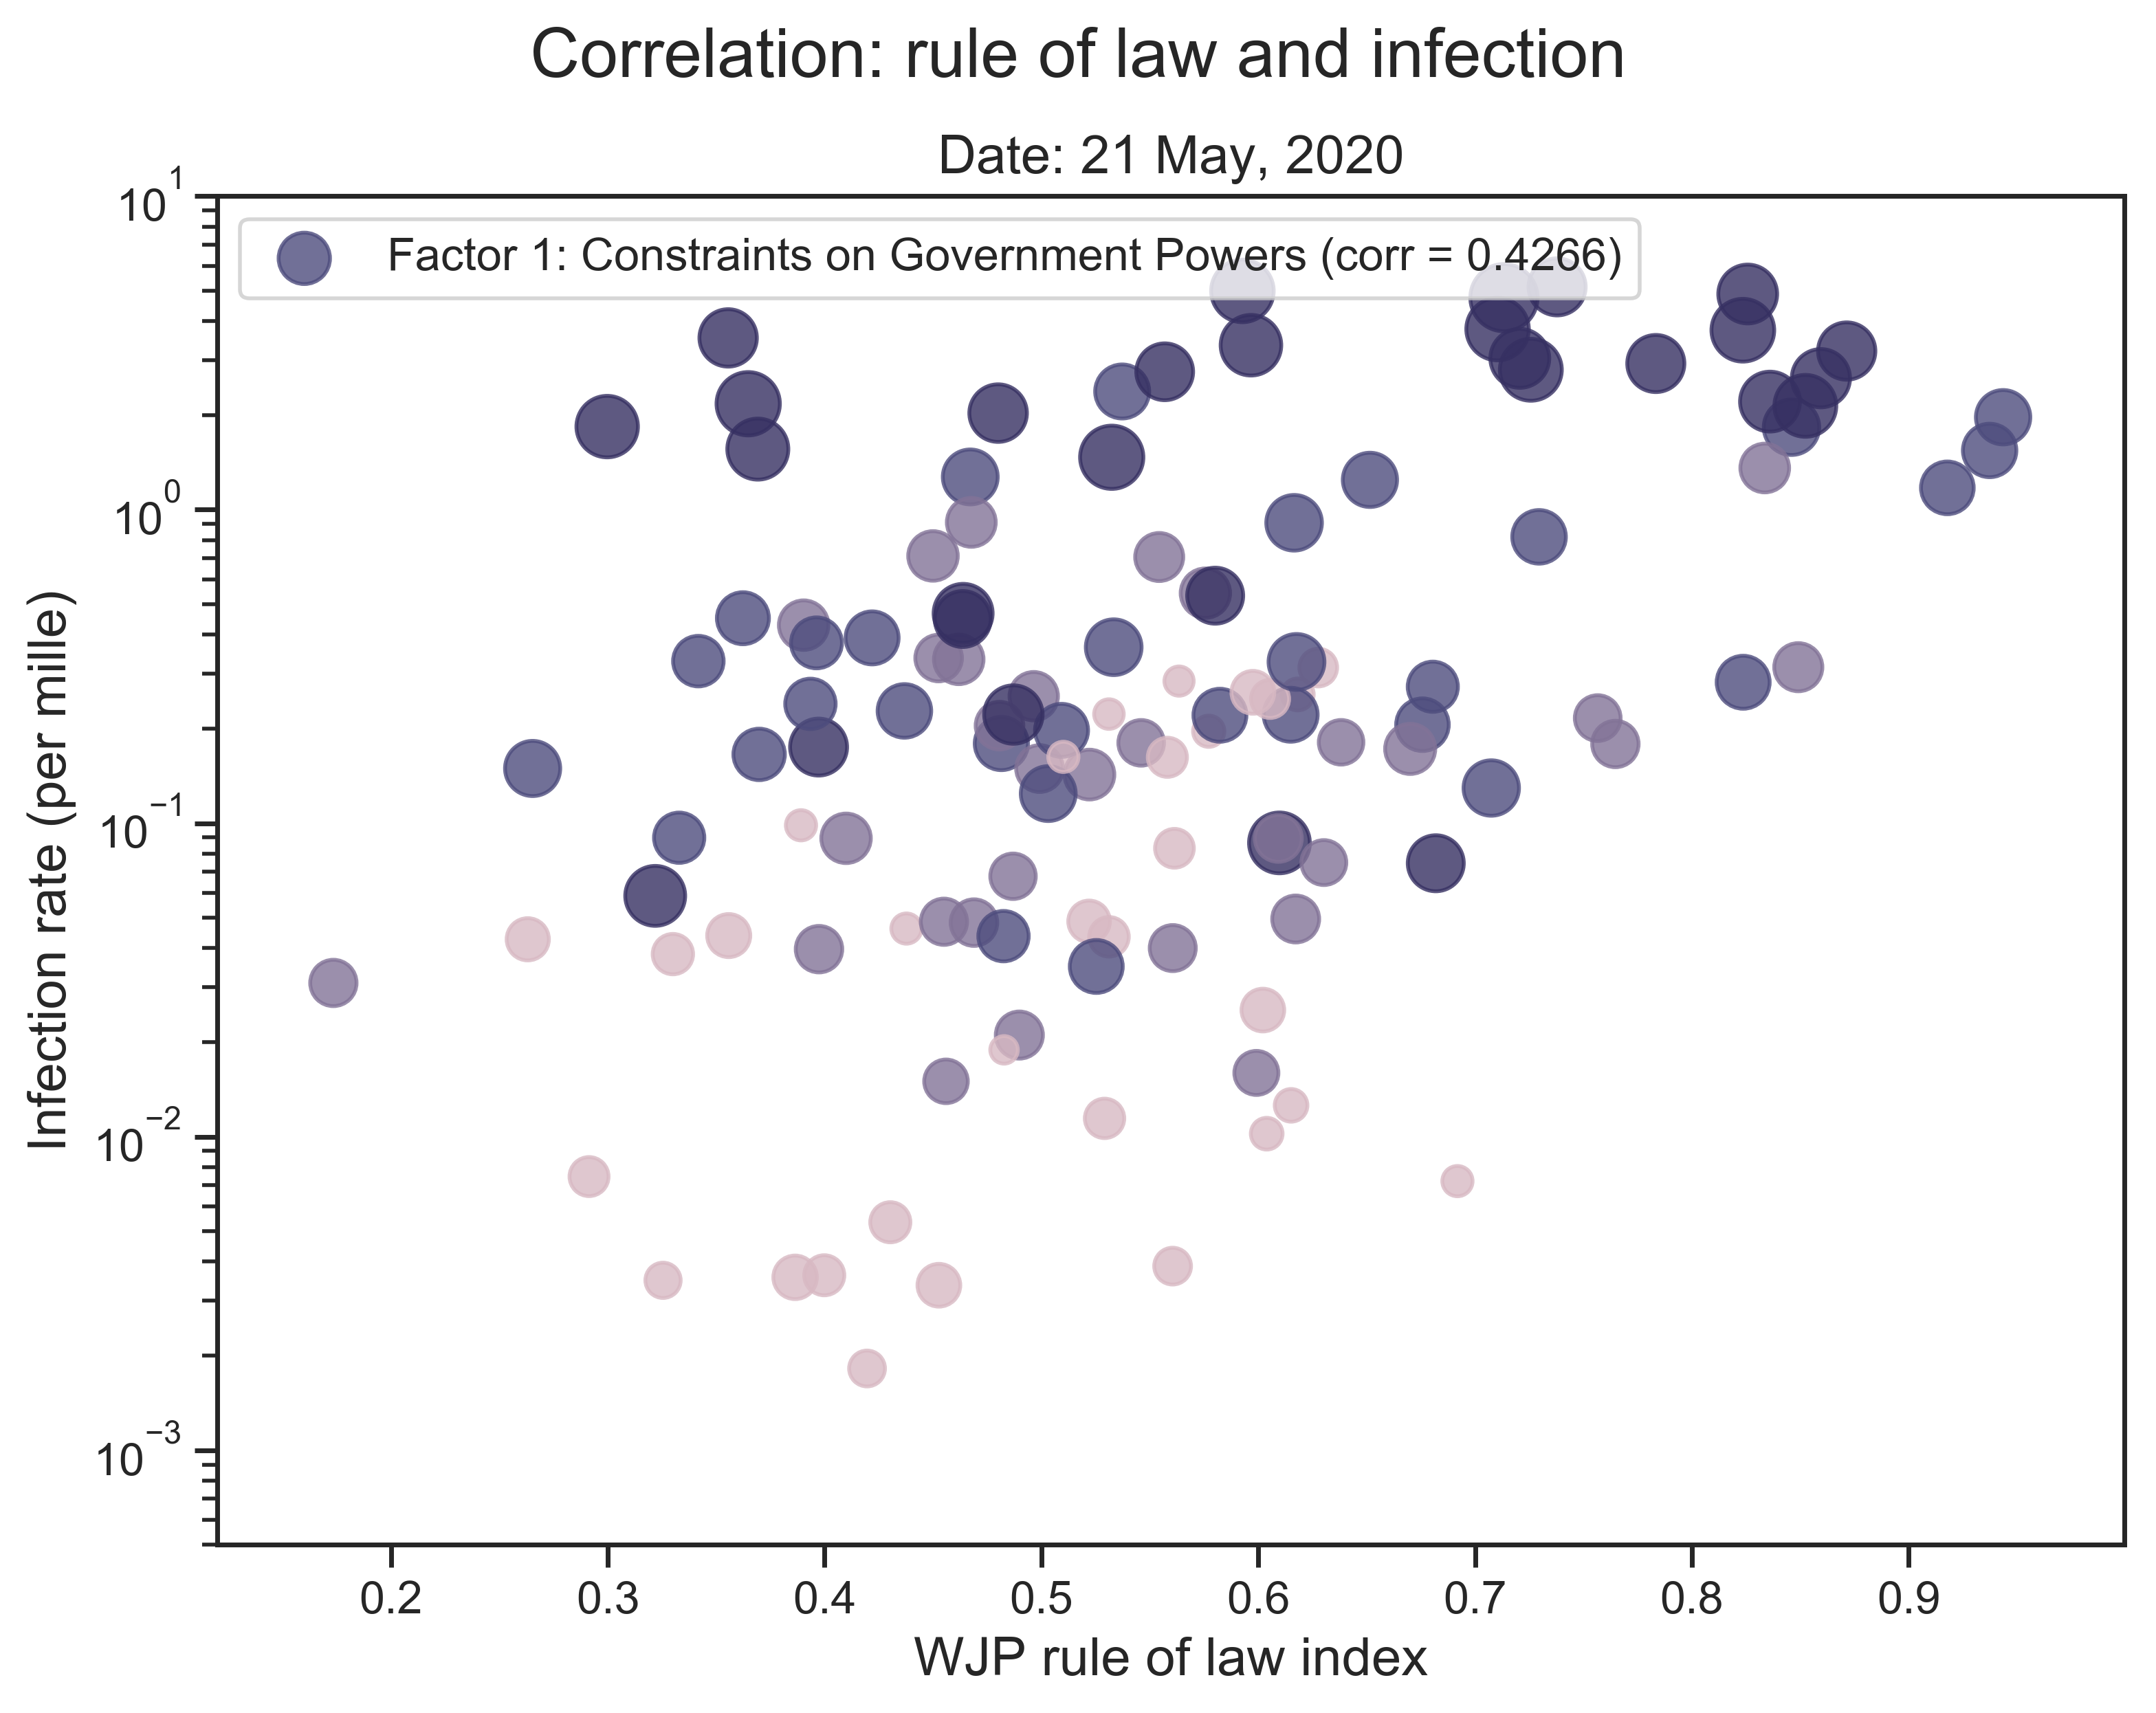 Correlation: rule of law and infection
Date: 21 May, 2020
Factor 1: Constraints on Government Powers (corr = 0.4266)
Infection rate (per mille)
10^1
10^0
10^−1
10^−2
10^−3
0.2 0.3 0.4 0.5 0.6 0.7 0.8 0.9
WJP rule of law index